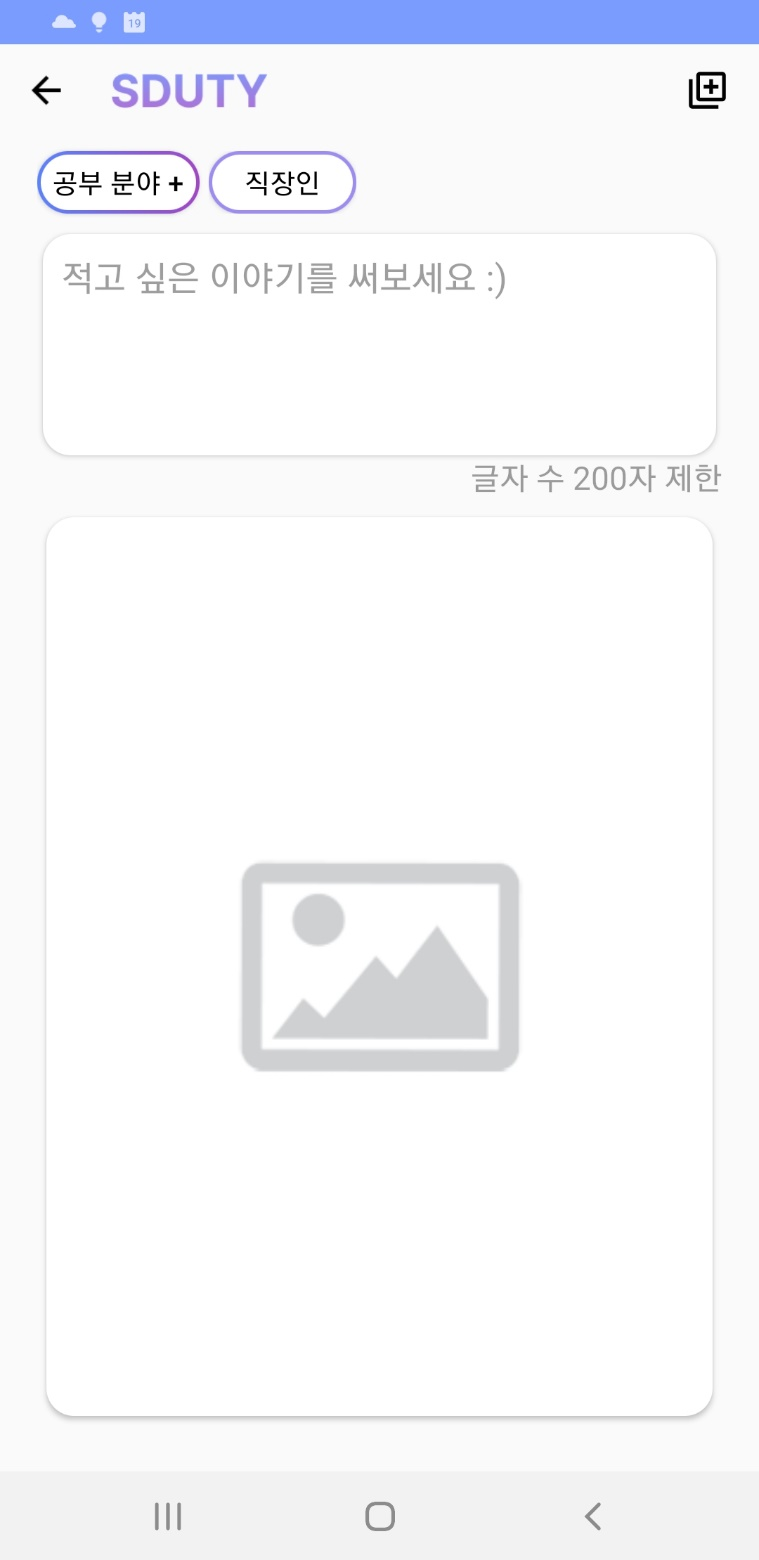 19
SDUTY
공부 분야 + 직장인
적고 싶은 이야기를 써보세요 :)
글자 수 200자 제한